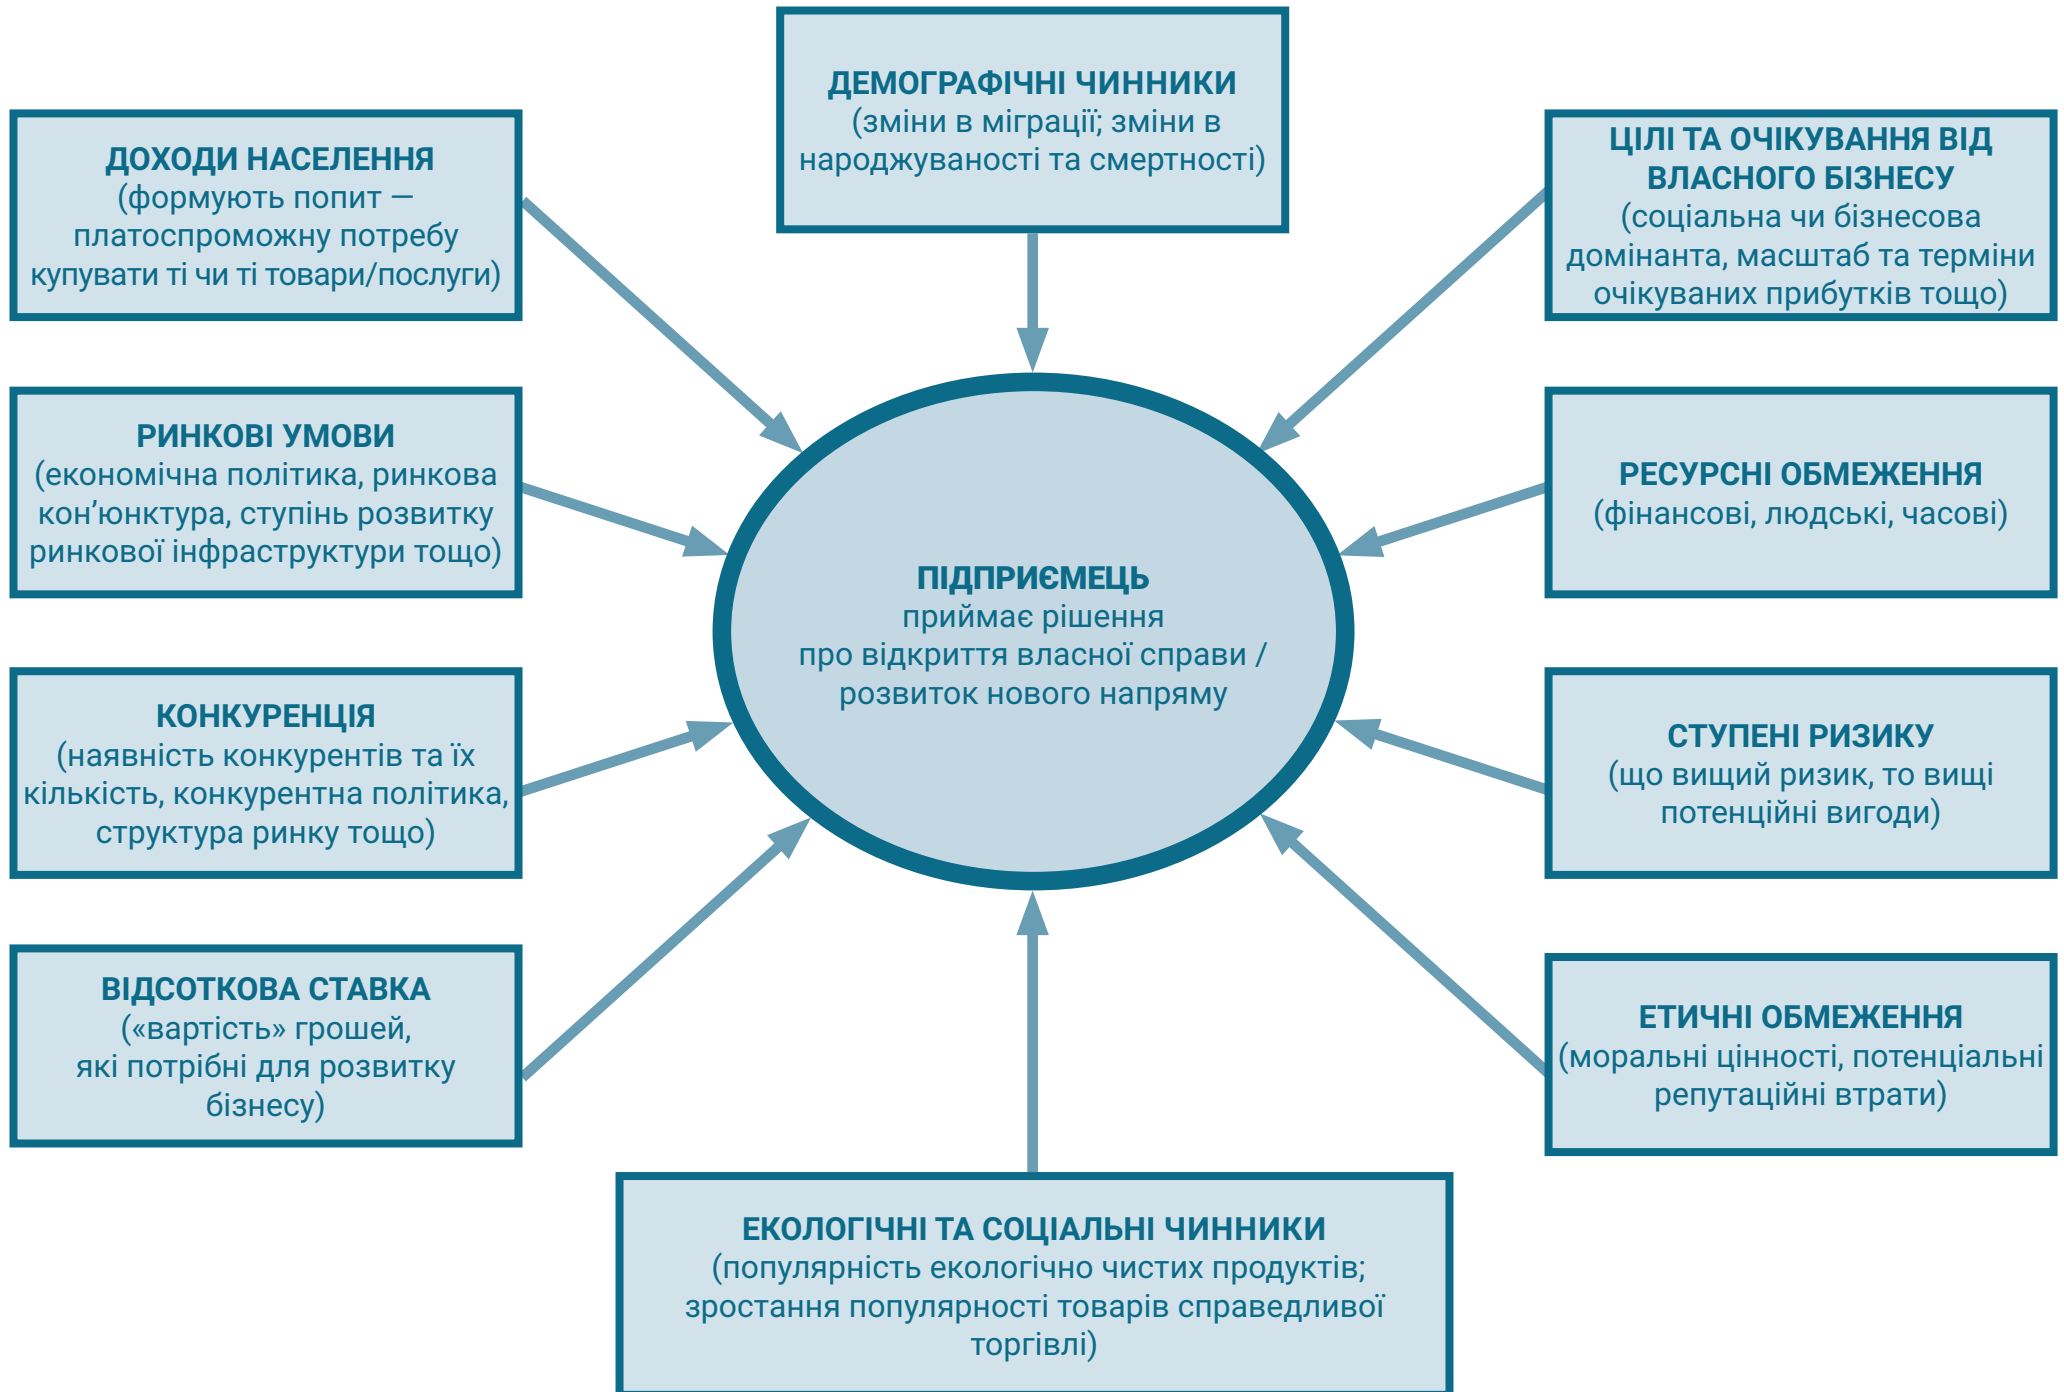 ДЕМОГРАФІЧНІ ЧИННИКИ
(зміни в міграції; зміни в
народжуваності та смертності)
ДОХОДИ НАСЕЛЕННЯ
(формують попит —
платоспроможну потребу
купувати ті чи ті товари/послуги)
ЦІЛІ ТА ОЧІКУВАННЯ ВІД
ВЛАСНОГО БІЗНЕСУ
(соціальна чи бізнесова
домінанта, масштаб та терміни
очікуваних прибутків тощо)
РИНКОВІ УМОВИ
(економічна політика, ринкова
кон’юнктура, ступінь розвитку
ринкової інфраструктури тощо)
РЕСУРСНІ ОБМЕЖЕННЯ
(фінансові, людські, часові)
ПІДПРИЄМЕЦЬ
приймає рішення
про відкриття власної справи /
розвиток нового напряму
КОНКУРЕНЦІЯ
(наявність конкурентів та їх
кількість, конкурентна політика,
структура ринку тощо)
СТУПЕНІ РИЗИКУ
(що вищий ризик, то вищі
потенційні вигоди)
ВІДСОТКОВА СТАВКА
(«вартість» грошей,
які потрібні для розвитку
бізнесу)
ЕТИЧНІ ОБМЕЖЕННЯ
(моральні цінності, потенціальні
репутаційні втрати)
ЕКОЛОГІЧНІ ТА СОЦІАЛЬНІ ЧИННИКИ
(популярність екологічно чистих продуктів;
зростання популярності товарів справедливої
торгівлі)